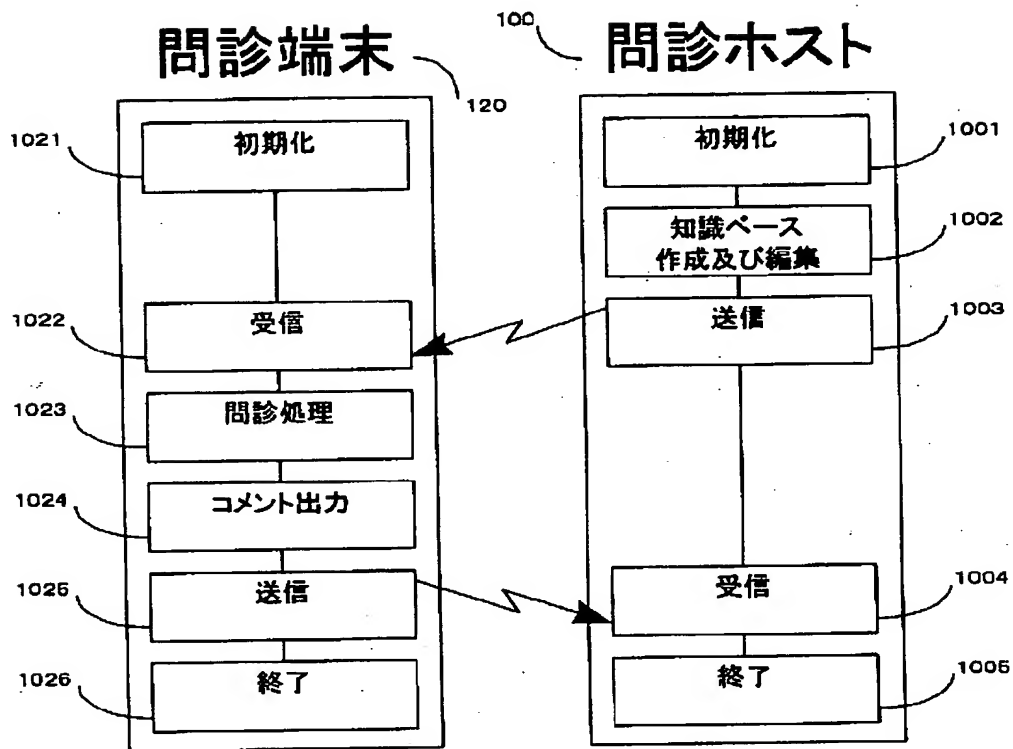 問診端末
120
1021
初期化
1022
受信
1023
問診処理
1024
コメント出力
1025
送信
1026
終了
100
問診ホスト
初期化
1001
知識ベース
作成及び編集
1002
送信
1003
受信
1004
終了
1005